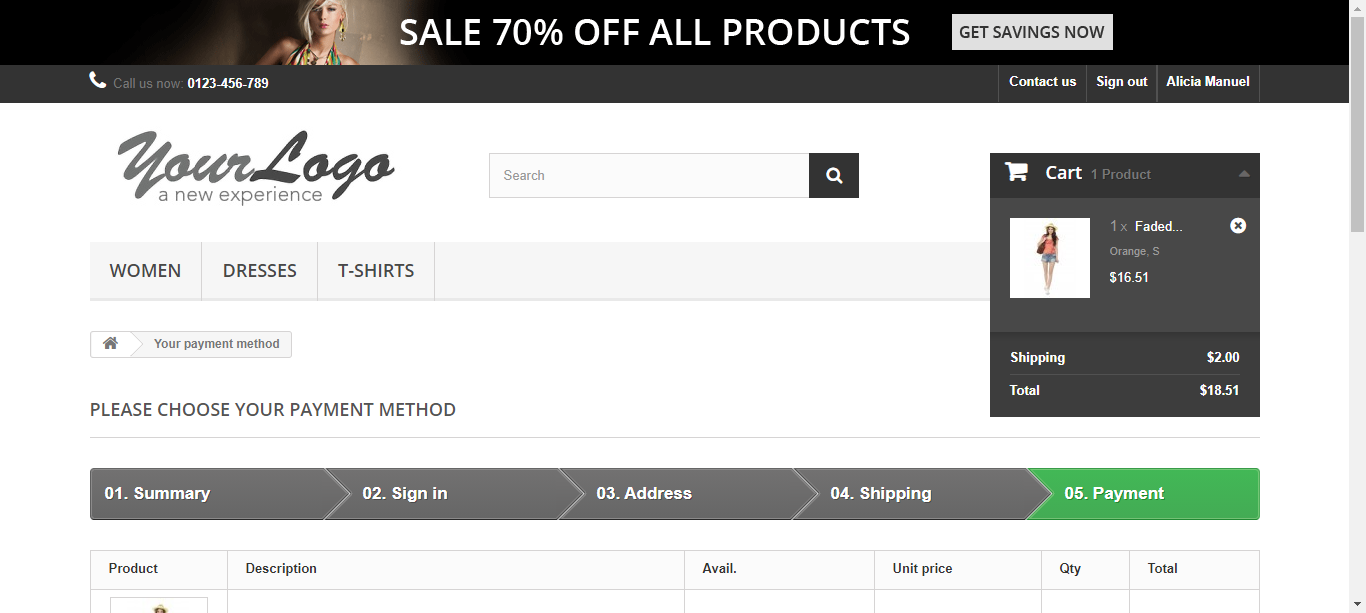 SALE 70% OFF ALL PRODUCTS GET SAVINGS NOW
Call us now: 0123-456-789 Contact us Sign out Alicia Manuel
YourLogo
a new experience
Search
Cart 1 Product
1 x Faded...
Orange, S
$16.51
Shipping $2.00
Total $18.51
WOMEN DRESSES T-SHIRTS
Your payment method
PLEASE CHOOSE YOUR PAYMENT METHOD
01. Summary 02. Sign in 03. Address 04. Shipping 05. Payment
Product Description Avail. Unit price Qty Total